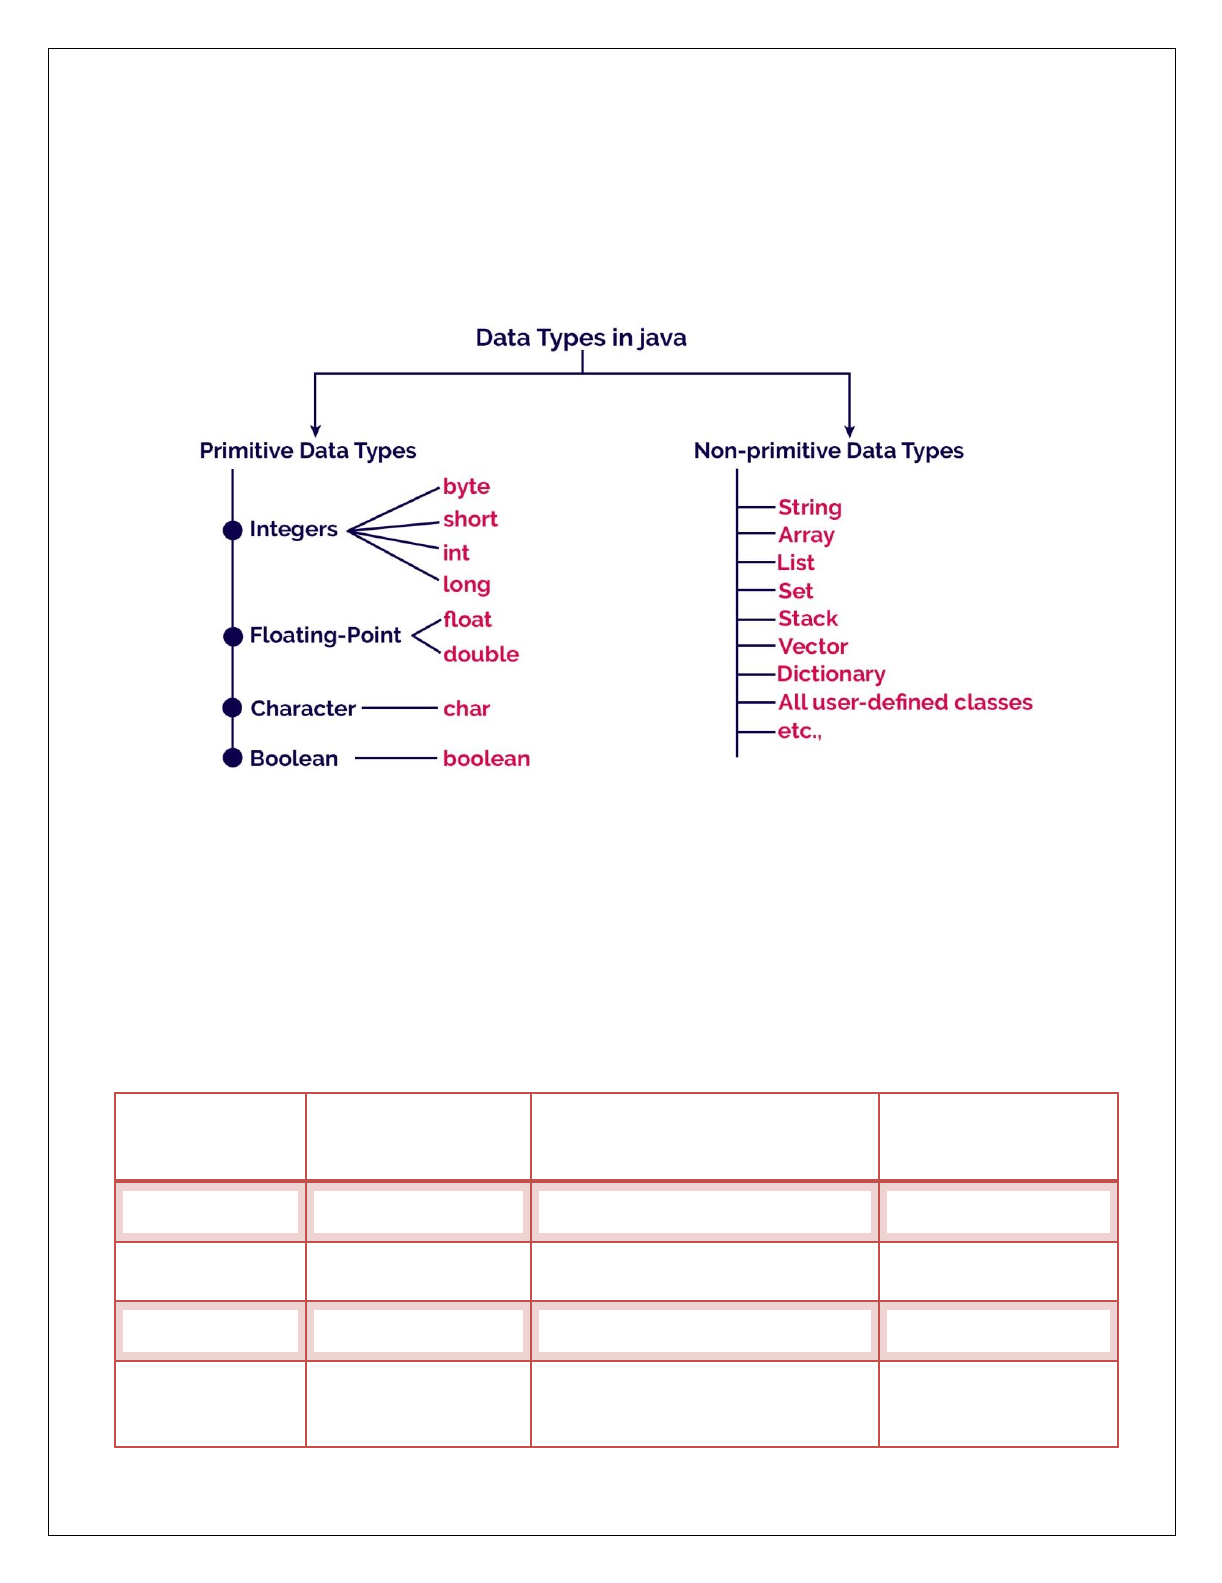 Data Types in java
Primitive Data Types
Integers
byte
short
int
long
Floating-Point
float
double
Character
char
Boolean
boolean
Non-primitive Data Types
String
Array
List
Set
Stack
Vector
Dictionary
All user-defined classes
etc.,